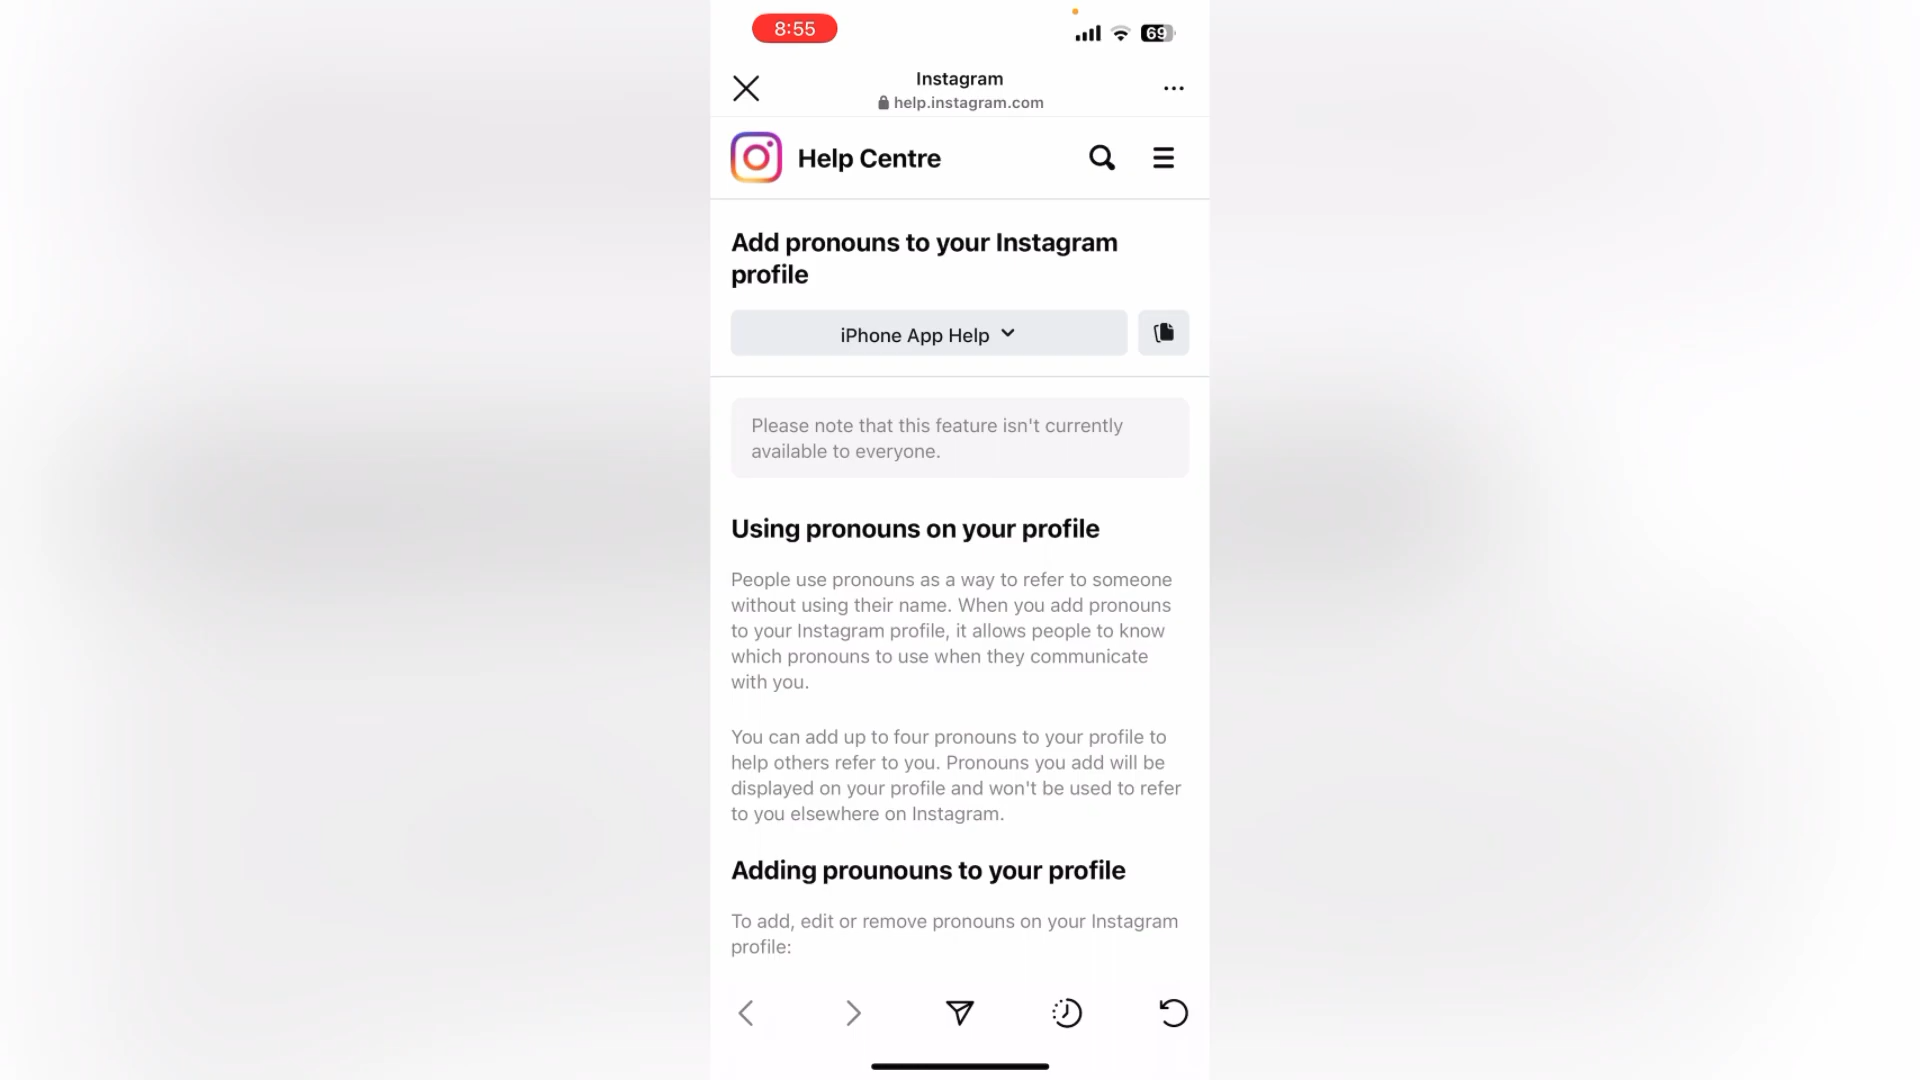 8:55
69
Instagram
help.instagram.com
Help Centre
Add pronouns to your Instagram
profile
iPhone App Help
Please note that this feature isn't currently
available to everyone.
Using pronouns on your profile
People use pronouns as a way to refer to someone
without using their name. When you add pronouns
to your Instagram profile, it allows people to know
which pronouns to use when they communicate
with you.
You can add up to four pronouns to your profile to
help others refer to you. Pronouns you add will be
displayed on your profile and won't be used to refer
to you elsewhere on Instagram.
Adding prounouns to your profile
To add, edit or remove pronouns on your Instagram
profile: